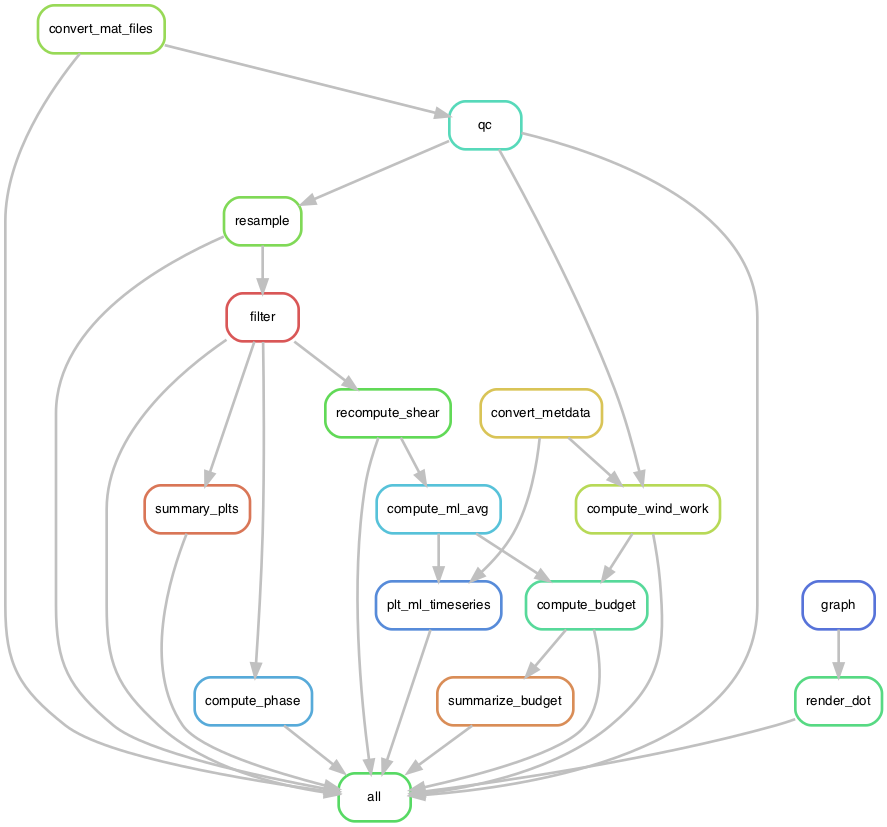 convert_mat_files
qc
resample
filter
recompute_shear
convert_metdata
summary_plts
compute_ml_avg
compute_wind_work
plt_ml_timeseries
compute_budget
graph
compute_phase
summarize_budget
render_dot
all